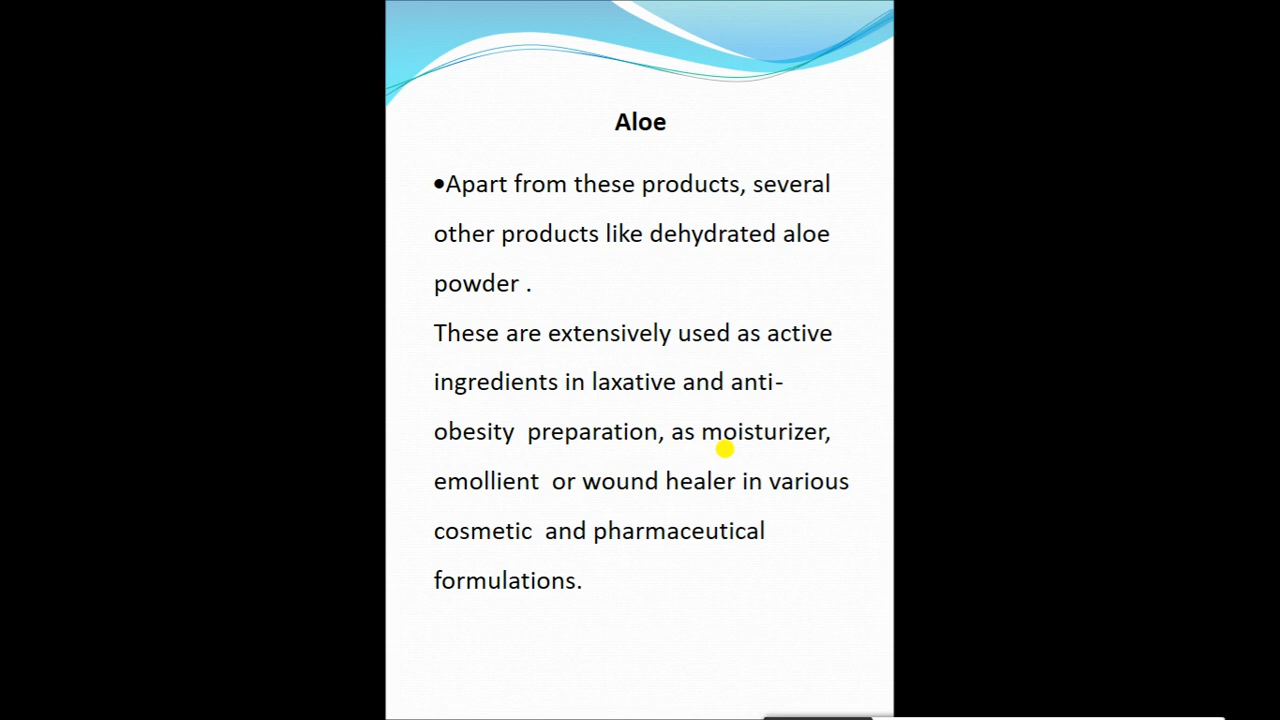 Aloe
•Apart from these products, several
other products like dehydrated aloe
powder .
These are extensively used as active
ingredients in laxative and anti-
obesity  preparation, as moisturizer,
emollient  or wound healer in various
cosmetic  and pharmaceutical
formulations.